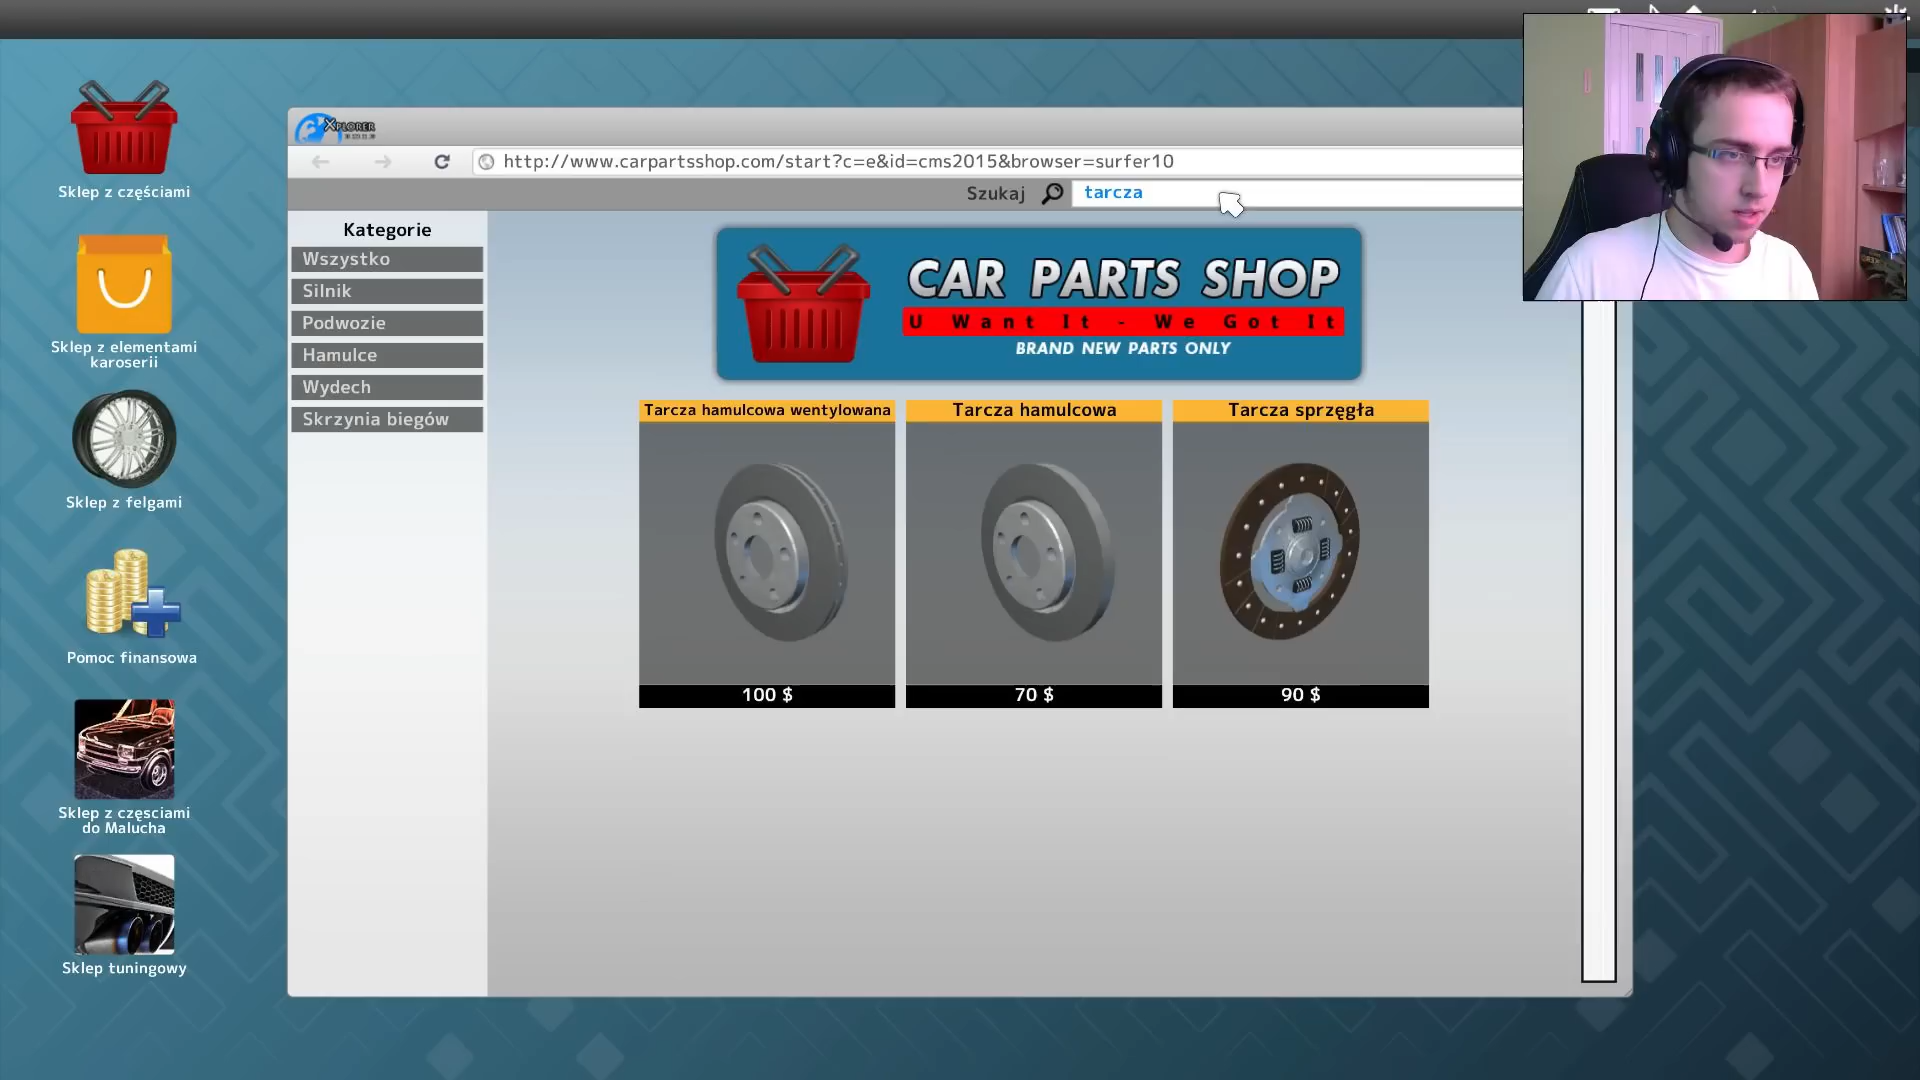 Sklep z częściami
Sklep z elementami
karoserii
Sklep z felgami
Pomoc finansowa
Sklep z częsciami
do Malucha
Sklep tuningowy
XPLORER
http://www.carpartsshop.com/start?c=e&id=cms2015&browser=surfer10
Szukaj
tarcza
Kategorie
Wszystko
Silnik
Podwozie
Hamulce
Wydech
Skrzynia biegów
CAR PARTS SHOP
U Want It - We Got It
BRAND NEW PARTS ONLY
Tarcza hamulcowa wentylowana
100 $
Tarcza hamulcowa
70 $
Tarcza sprzęgła
90 $